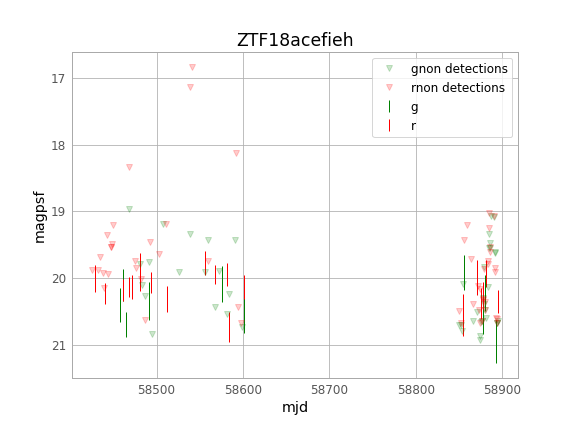 ZTF18acefieh
gnon detections
rnon detections
g
r
magpsf
17
18
19
20
21
58500
58600
58700
58800
58900
mjd